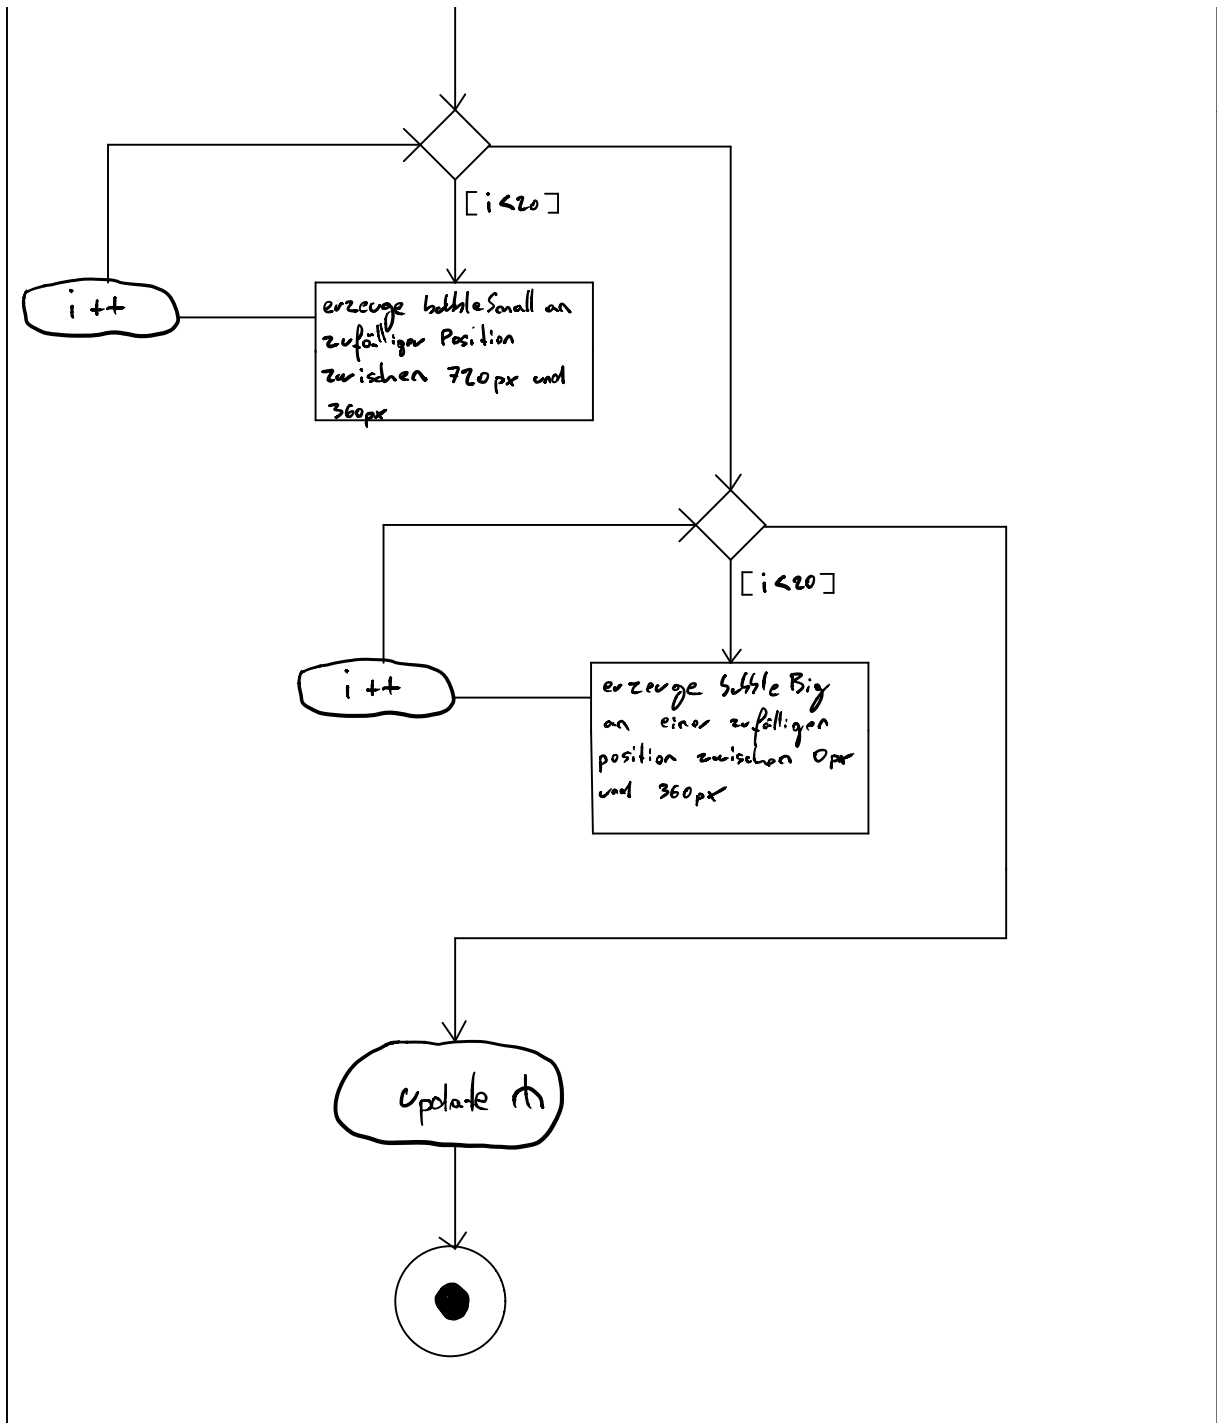 [i<20]
i ++
erzeuge bubbleSmall an
zufälliger Position
zwischen 720px und
360px
[i<20]
i ++
erzeuge bubbleBig
an einer zufälligen
position zwischen 0px
und 360px
update